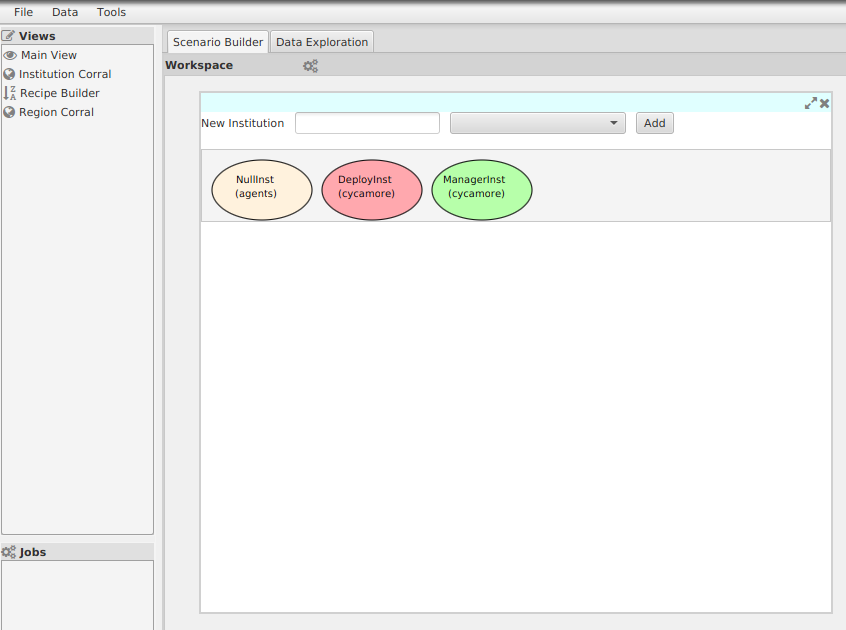 File Data Tools
Views
Main View
Institution Corral
Recipe Builder
Region Corral
Jobs
Scenario Builder Data Exploration
Workspace
New Institution Add
NullInst
(agents)
DeployInst
(cycamore)
ManagerInst
(cycamore)